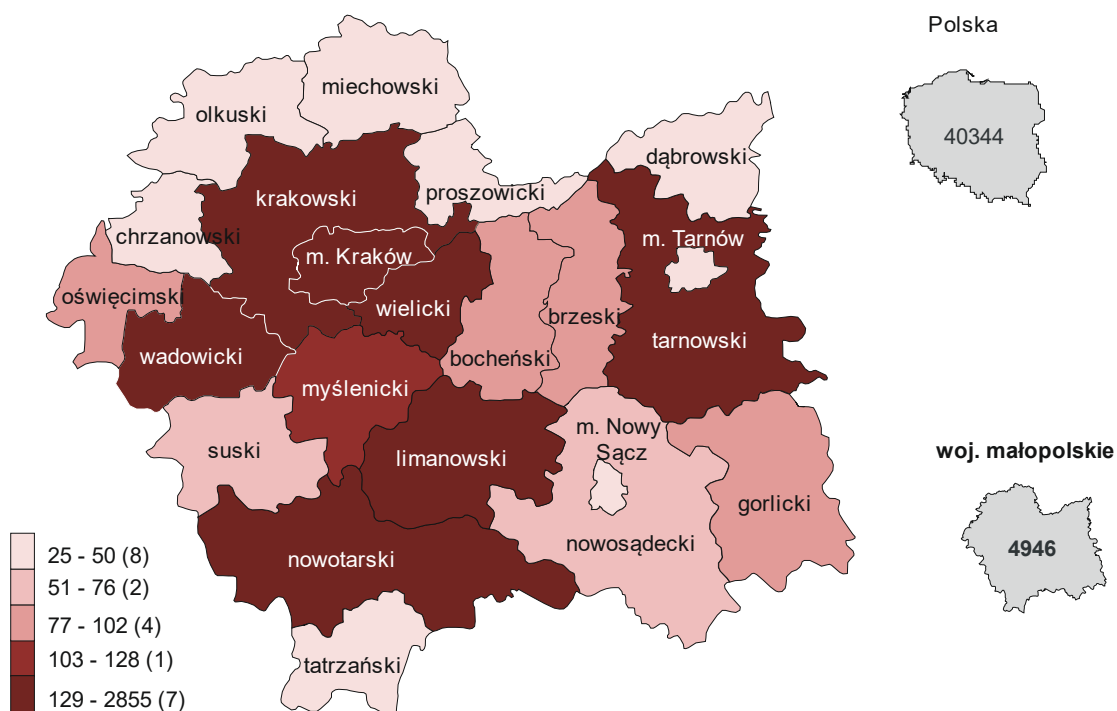 Polska
miechowski
olkuski
40344
dąbrowski
proszowicki
krakowski
chrzanowski
m. Tarnów
m. Kraków
oświęcimski
wielicki
brzeski
tarnowski
wadowicki
bocheński
myślenicki
m. Nowy
Sącz
suski
limanowski
woj. małopolskie
gorlicki
4946
nowosądecki
nowotarski
tatrzański
25 - 50 (8)
51 - 76 (2)
77 - 102 (4)
103 - 128 (1)
129 - 2855 (7)